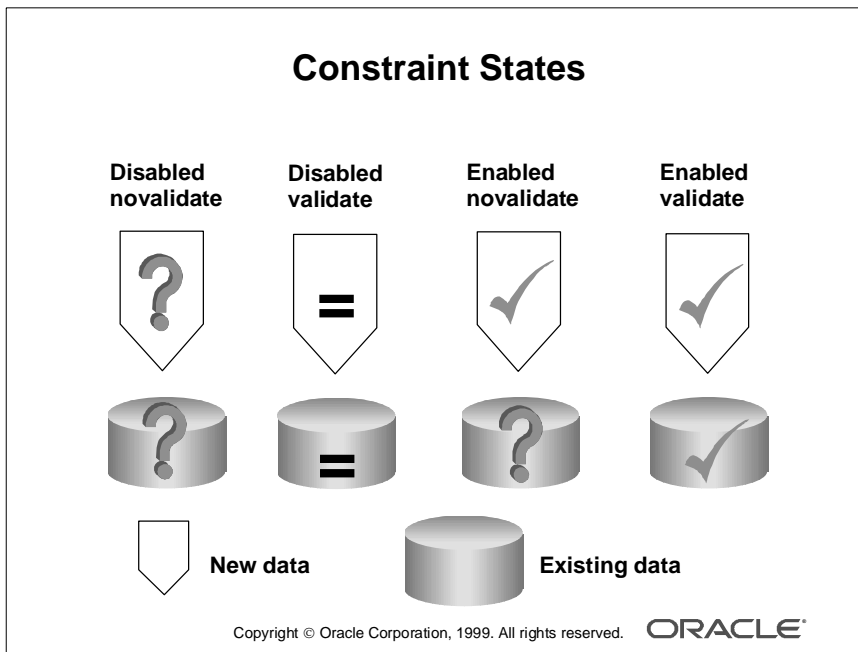 Constraint States
Disabled novalidate
Disabled validate
Enabled novalidate
Enabled validate
?
=
?
=
?
New data
Existing data
Copyright © Oracle Corporation, 1999. All rights reserved.
ORACLE®